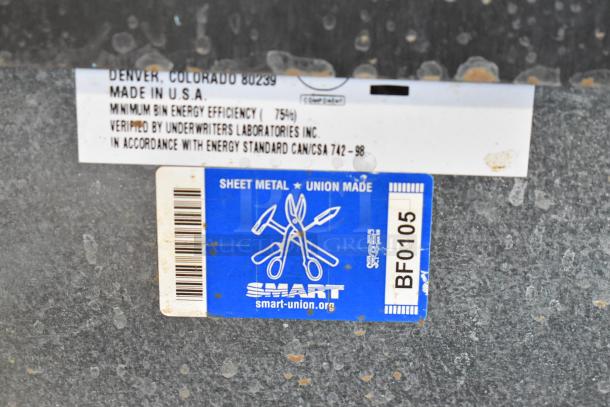 DENVER, COLORADO 80239
MADE IN U.S.A.
COMPONENT
MINIMUM BIN ENERGY EFFICIENCY ( 75%)
VERIFIED BY UNDERWRITERS LABORATORIES INC.
IN ACCORDANCE WITH ENERGY STANDARD CAN/CSA 742-98
SHEET METAL ★ UNION MADE
BF0105
SMART
smart-union.org